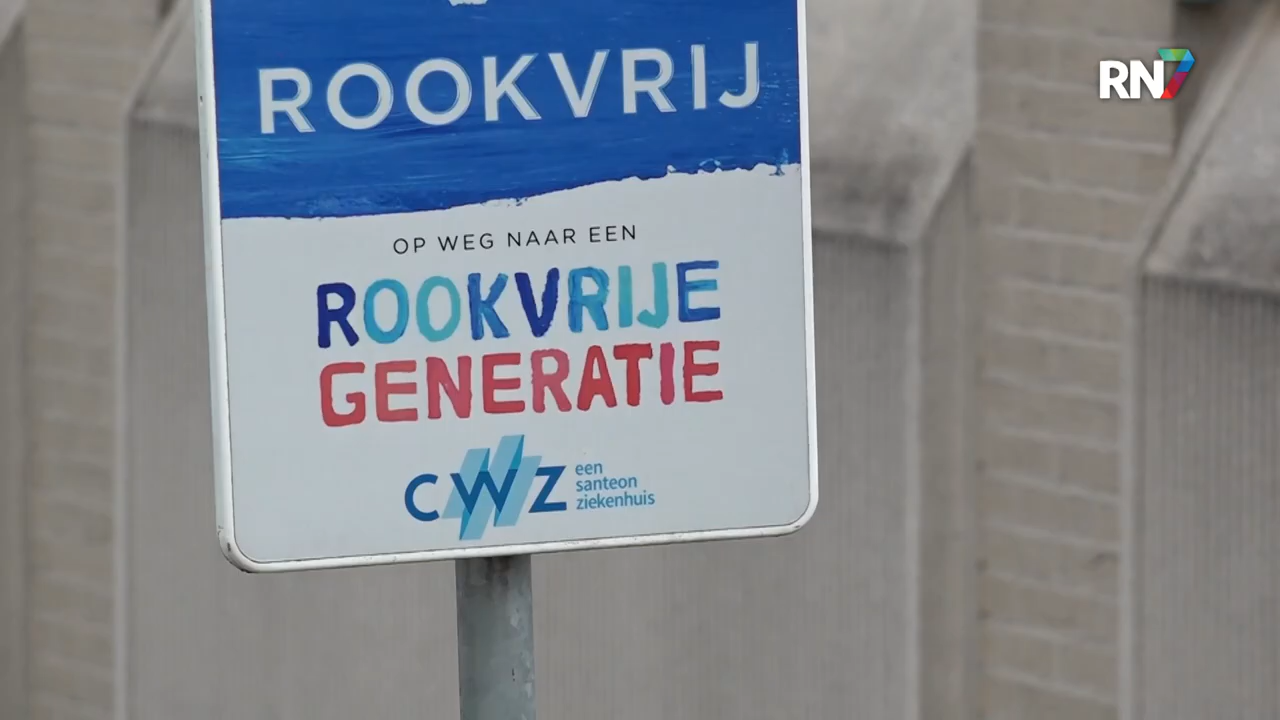 RN7
ROOKVRIJ
OP WEG NAAR EEN
ROOKVRIJE
GENERATIE
CWZ
een
santeon
ziekenhuis